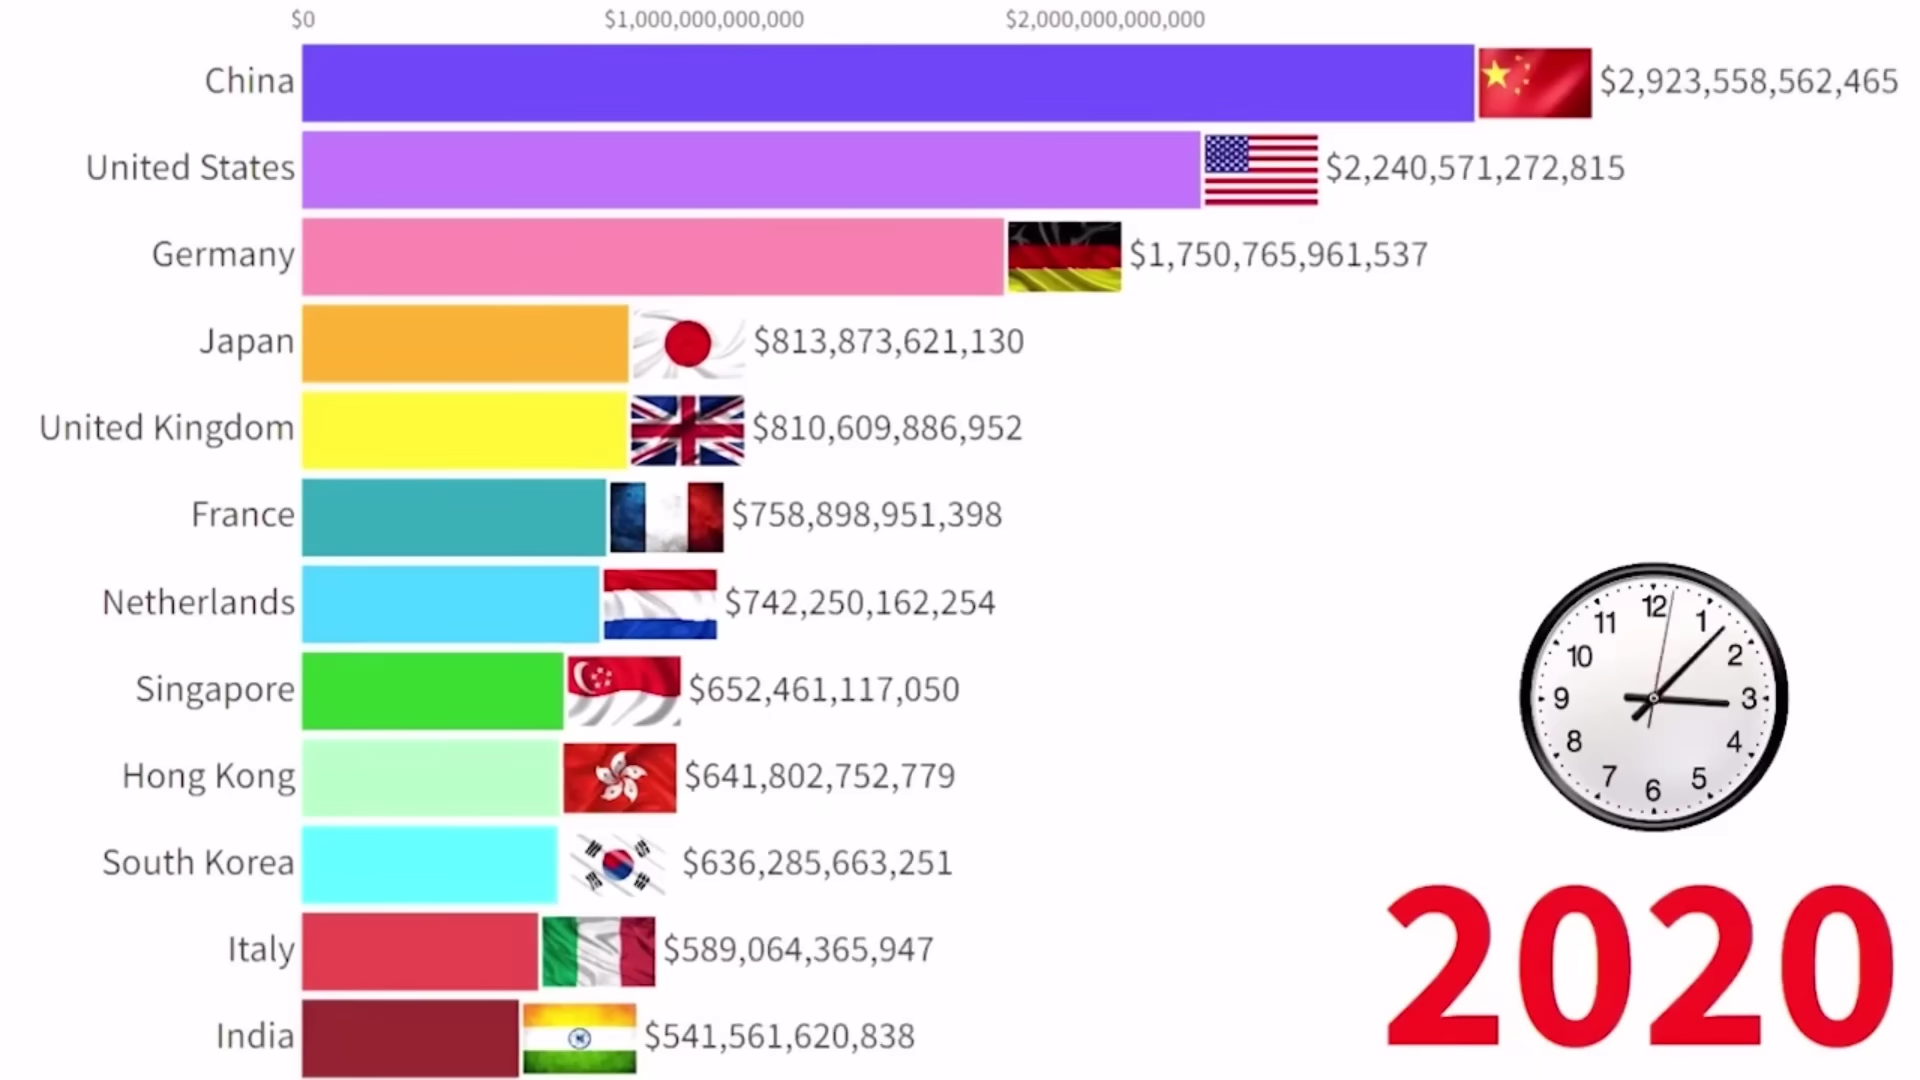 $0 $1,000,000,000,000 $2,000,000,000,000
China $2,923,558,562,465
United States $2,240,571,272,815
Germany $1,750,765,961,537
Japan $813,873,621,130
United Kingdom $810,609,886,952
France $758,898,951,398
Netherlands $742,250,162,254
Singapore $652,461,117,050
Hong Kong $641,802,752,779
South Korea $636,285,663,251
Italy $589,064,365,947
India $541,561,620,838
12
11 1
10 2
9 3
8 4
7 5
6
2020